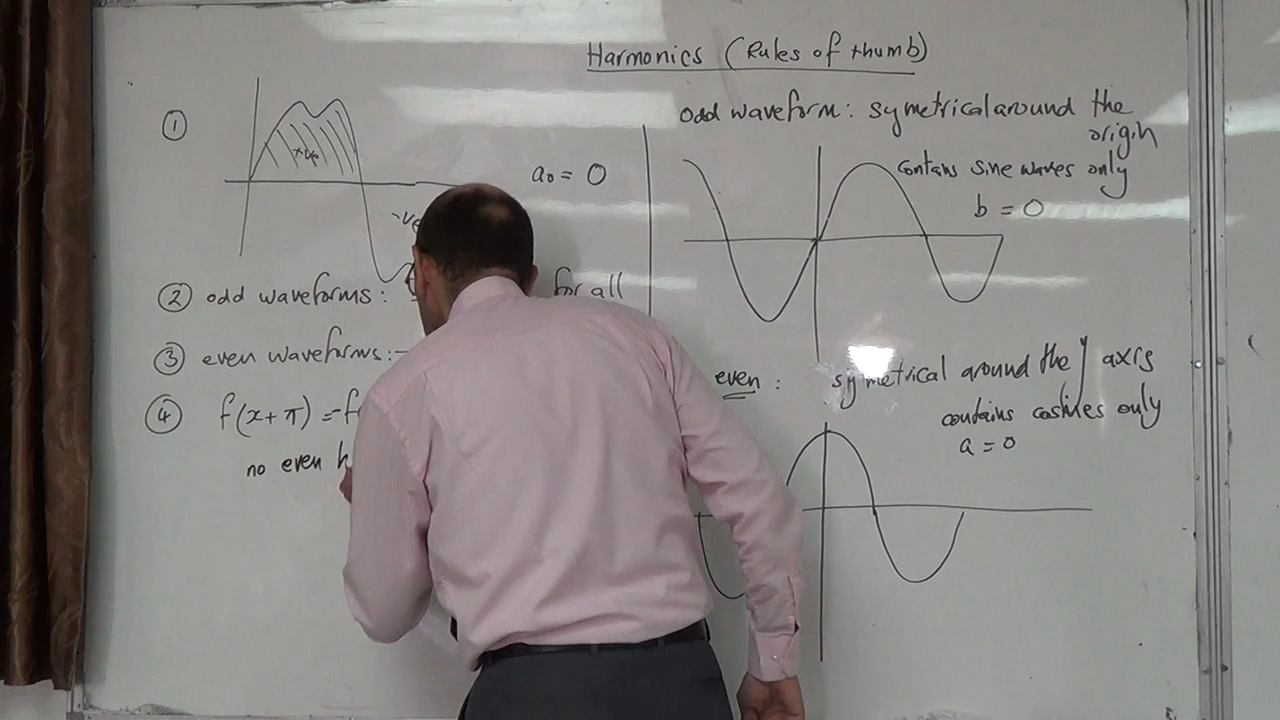 Harmonics (Rules of thumb)
①
+ve
-ve
a₀ = 0
② odd waveforms: for all
③ even waveforms:-
④ f(x+π) = f
no even h
odd waveform: symetrical around the
origin
contans sine waves only
b = 0
even : symetrical around the y axis
contains cosines only
a = 0